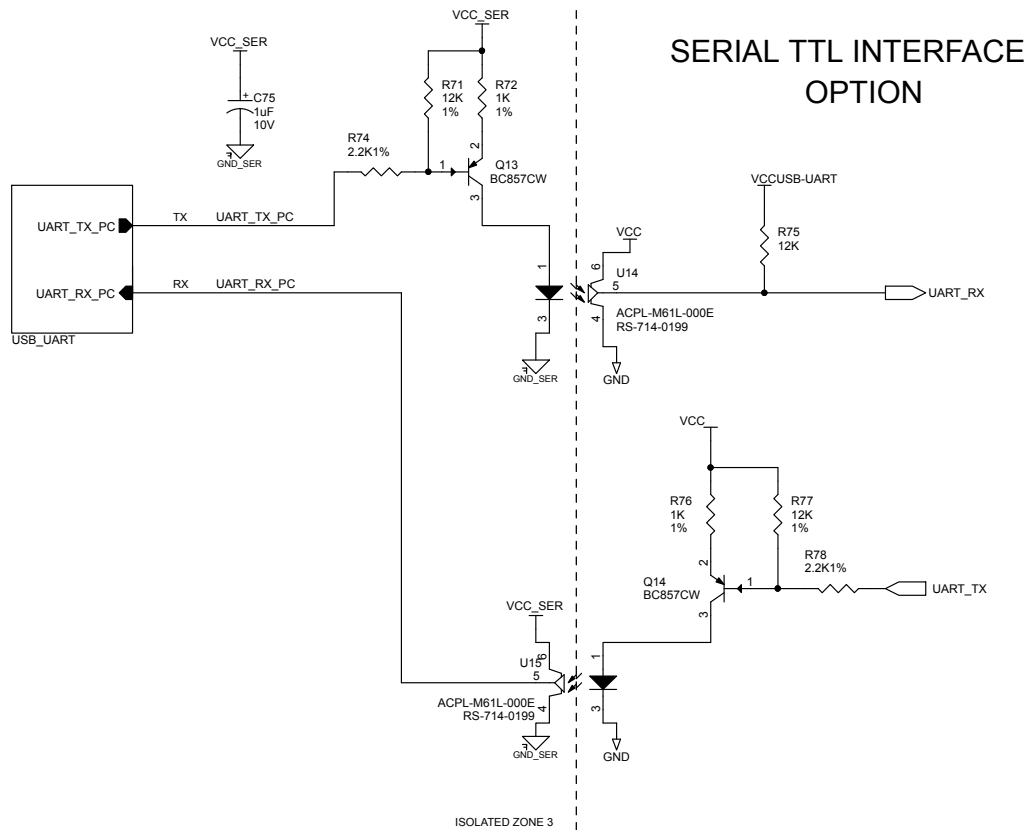 SERIAL TTL INTERFACE
OPTION
VCC_SER
C75
1uF
10V
+
GND_SER
VCC_SER
R71
12K
1%
R72
1K
1%
R74
2.2K1%
1
2
3
Q13
BC857CW
UART_TX_PC
TX
UART_TX_PC
UART_RX_PC
RX
UART_RX_PC
USB_UART
1
3
GND_SER
VCC
6
U14
5
4
ACPL-M61L-000E
RS-714-0199
GND
VCCUSB-UART
R75
12K
UART_RX
VCC
R76
1K
1%
R77
12K
1%
R78
2.2K1%
2
Q14
BC857CW
1
3
UART_TX
VCC_SER
6
U15
5
4
ACPL-M61L-000E
RS-714-0199
GND_SER
1
3
GND
ISOLATED ZONE 3